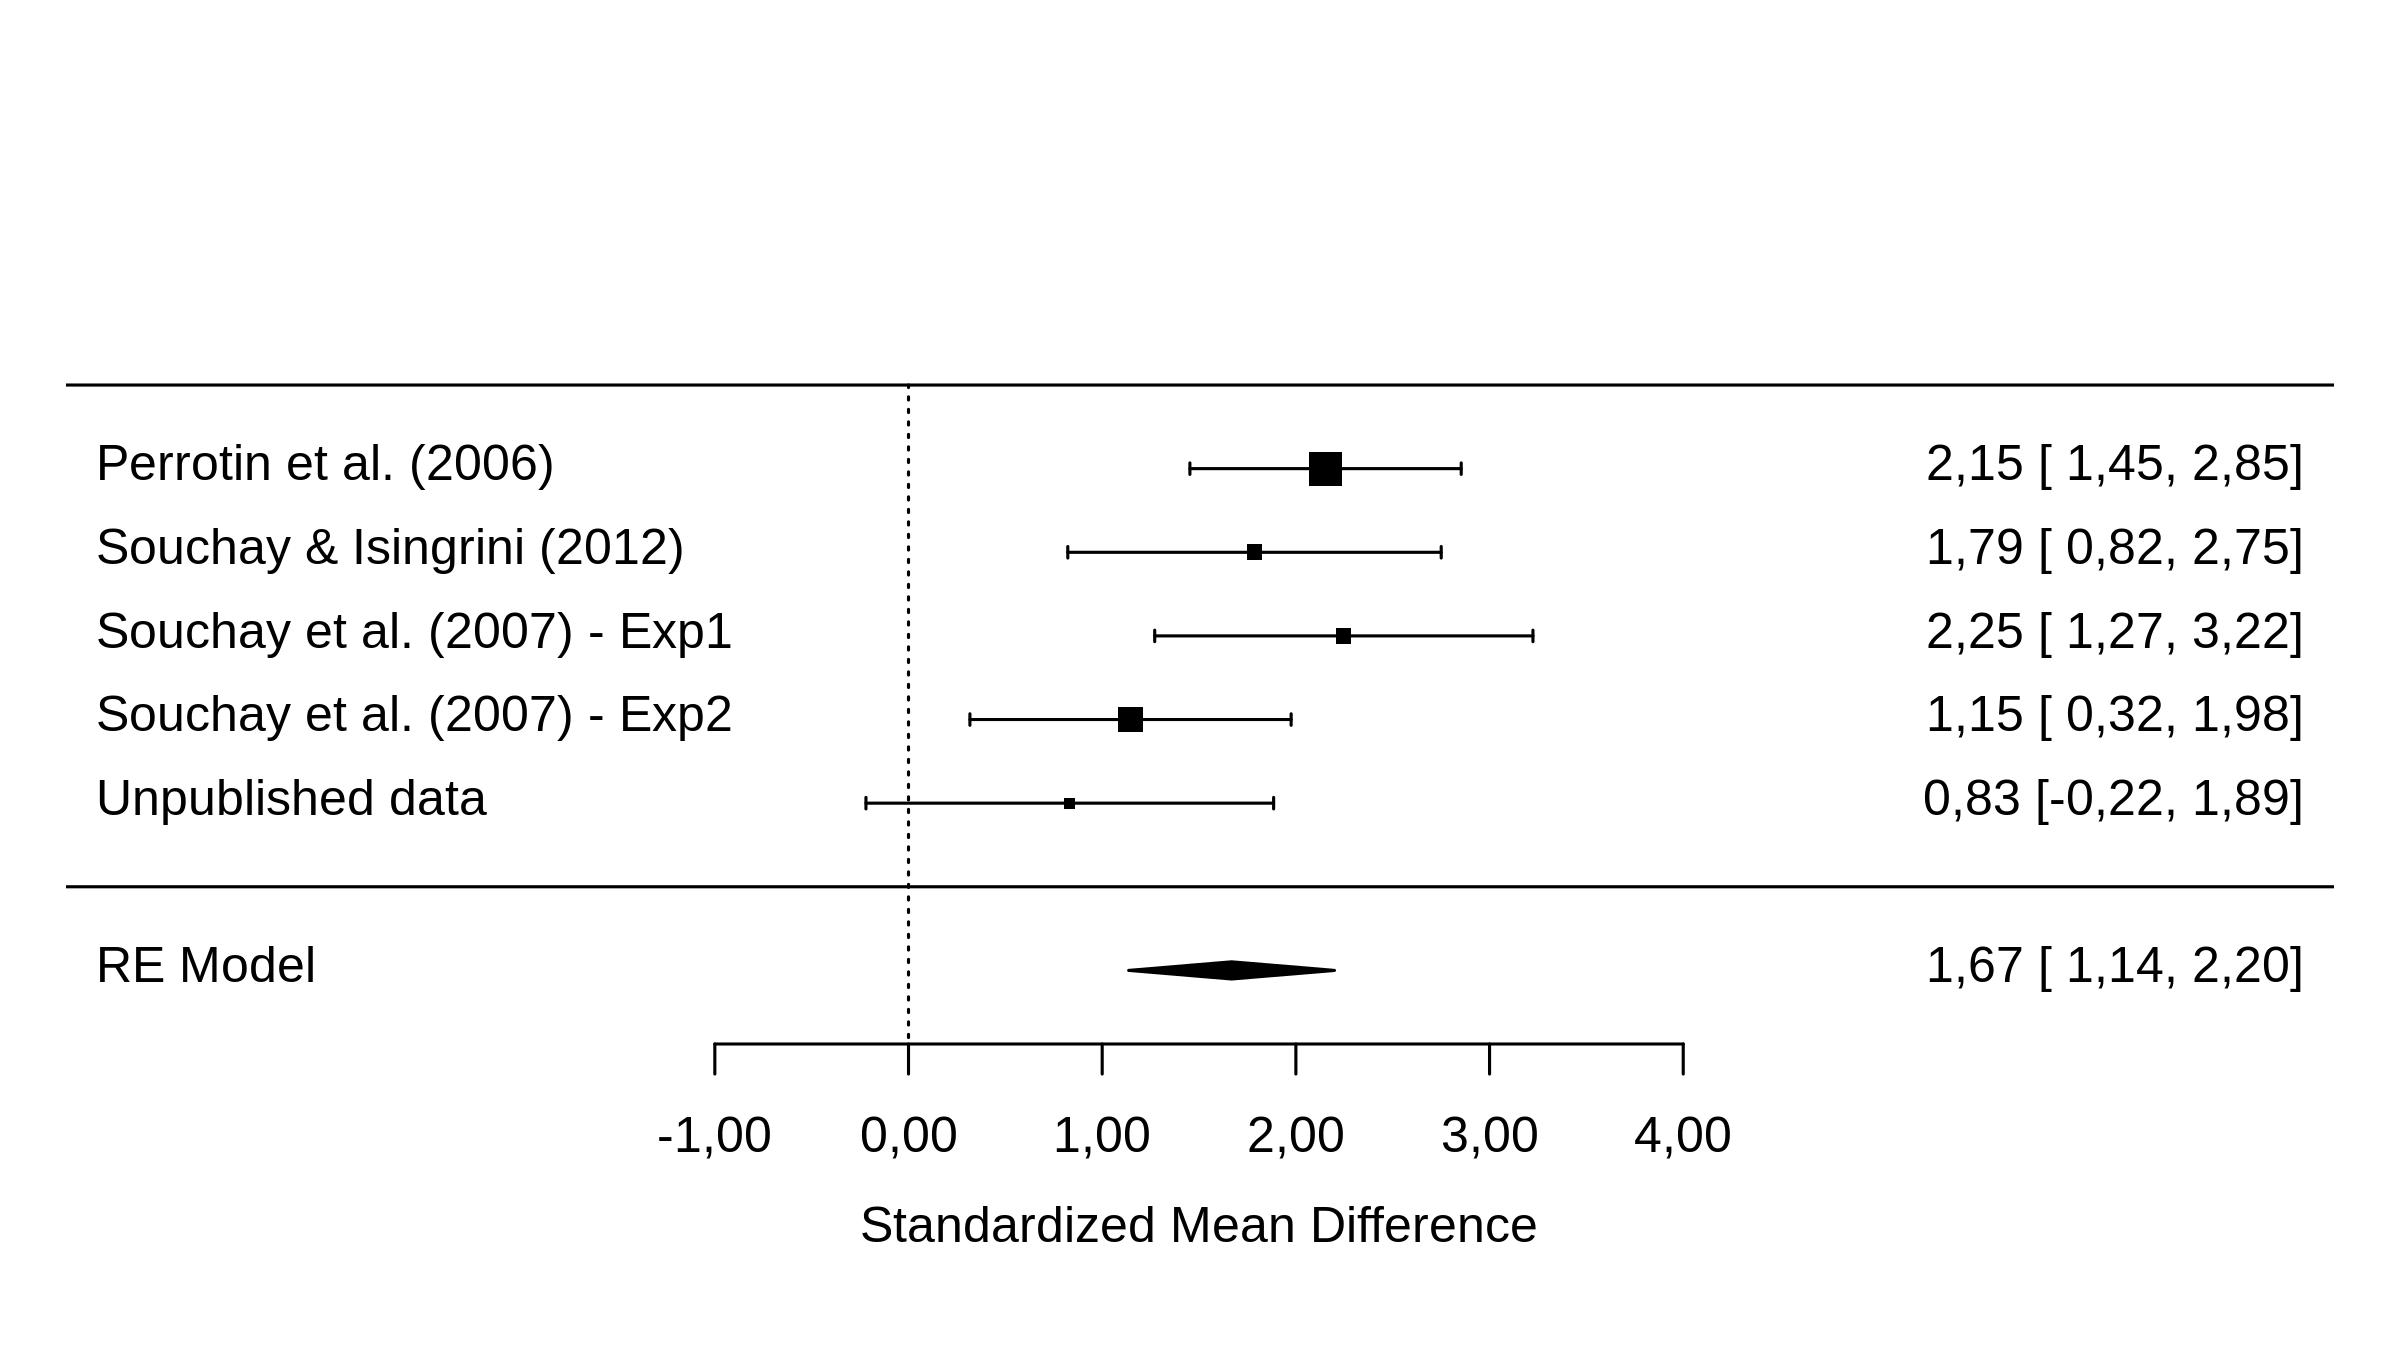 Perrotin et al. (2006) 2,15 [ 1,45, 2,85]
Souchay & Isingrini (2012) 1,79 [ 0,82, 2,75]
Souchay et al. (2007) - Exp1 2,25 [ 1,27, 3,22]
Souchay et al. (2007) - Exp2 1,15 [ 0,32, 1,98]
Unpublished data 0,83 [-0,22, 1,89]
RE Model 1,67 [ 1,14, 2,20]
-1,00 0,00 1,00 2,00 3,00 4,00
Standardized Mean Difference